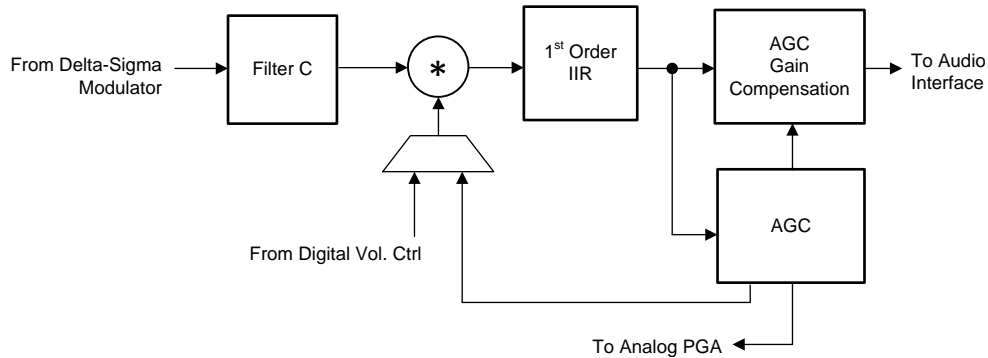 From Delta-Sigma
Modulator
Filter C
*
1st Order
IIR
AGC
Gain
Compensation
To Audio
Interface
AGC
From Digital Vol. Ctrl
To Analog PGA